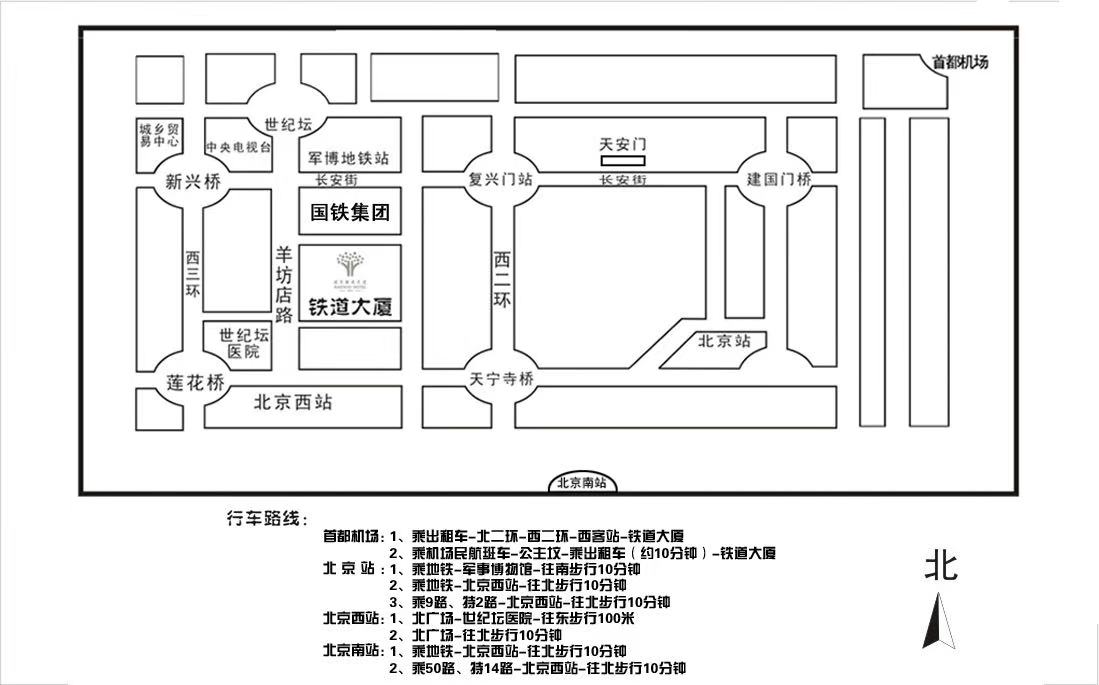 首都机场
世纪坛
城乡贸
易中心
中央电视台
军博地铁站
天安门
新兴桥
长安街
复兴门站
长安街
建国门桥
国铁集团
西三环
羊坊店路
西二环
铁道大厦
世纪坛
医院
北京站
莲花桥
天宁寺桥
北京西站
北京南站
行车路线：
首都机场：1、乘出租车-北二环-西二环-西客站-铁道大厦
2、乘机场民航班车-公主坟-乘出租车（约10分钟）-铁道大厦
北京站：1、乘地铁-军事博物馆-往南步行10分钟
2、乘地铁-北京西站-往北步行10分钟
3、乘9路、特2路-北京西站-往北步行10分钟
北京西站：1、北广场-世纪坛医院-往东步行100米
2、北广场-往北步行10分钟
北京南站：1、乘地铁-北京西站-往北步行10分钟
2、乘50路、特14路-北京西站-往北步行10分钟
北